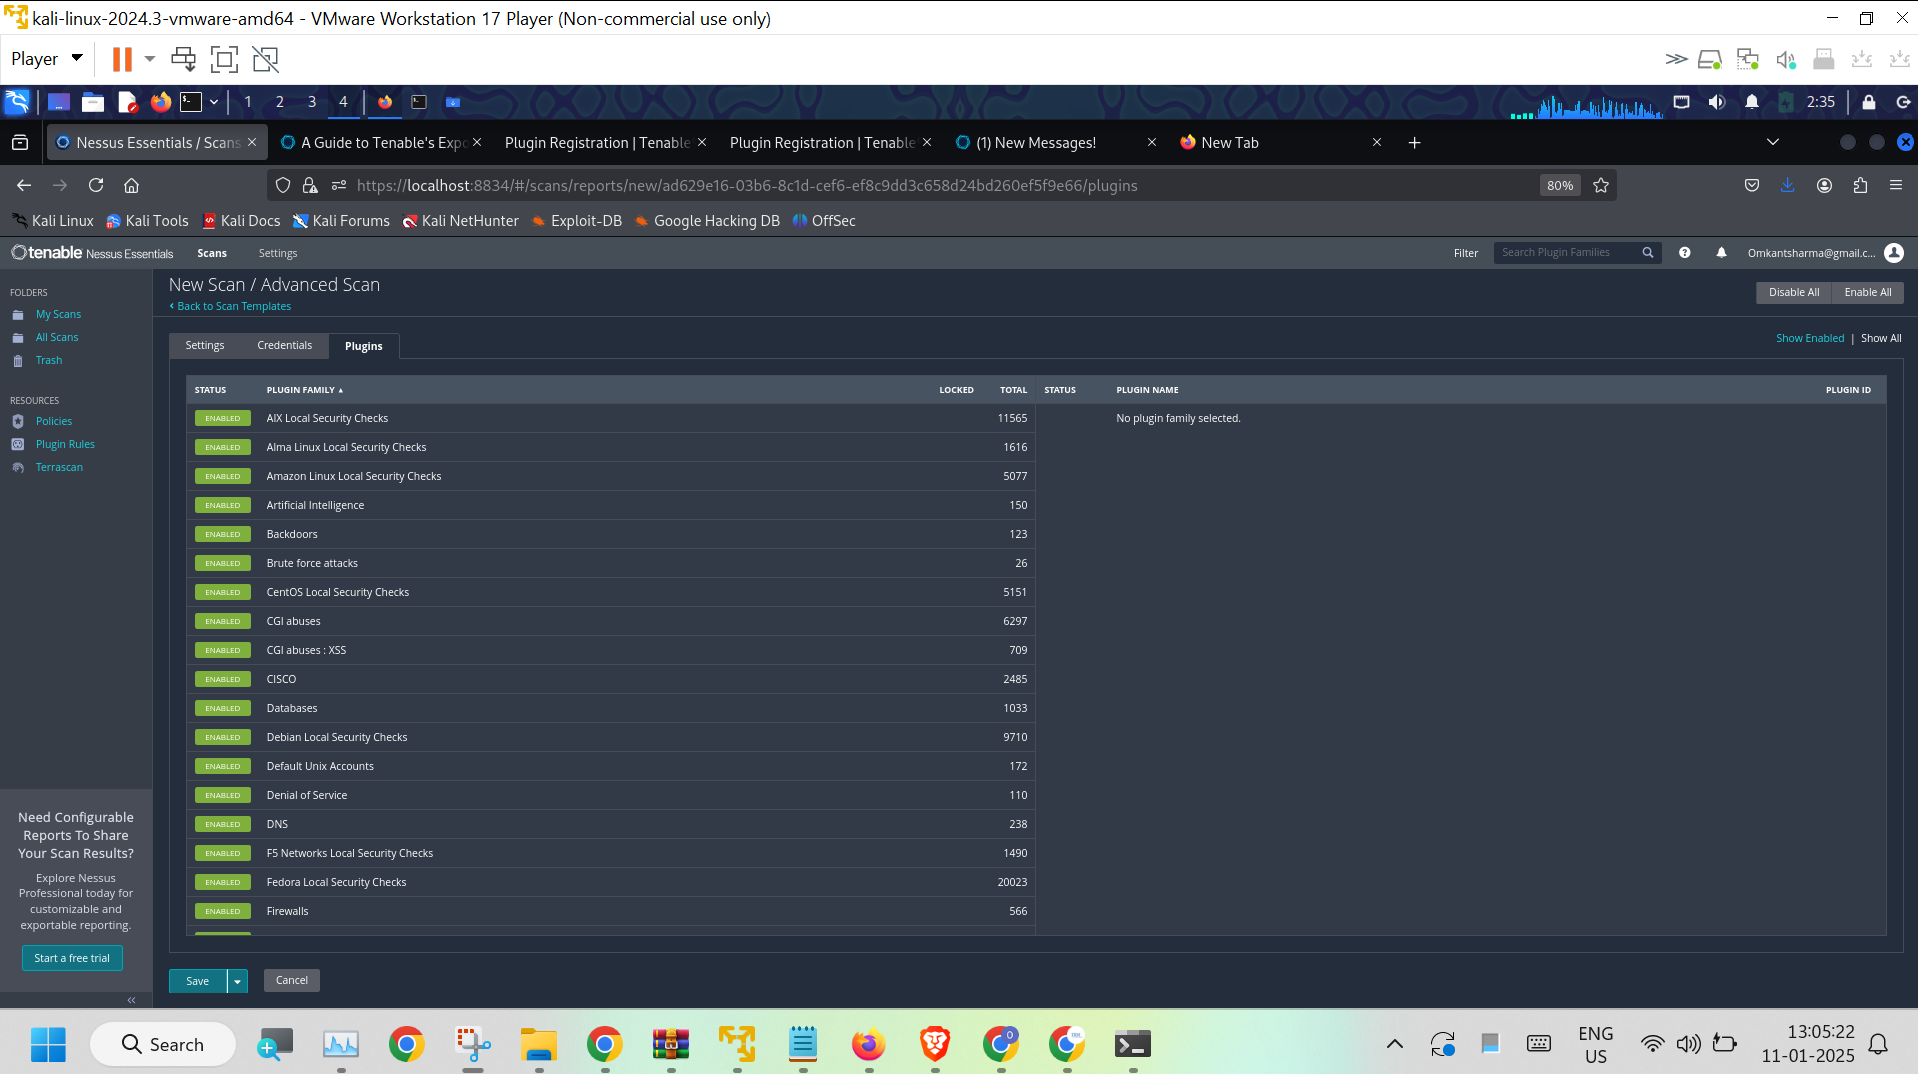 kali-linux-2024.3-vmware-amd64 - VMware Workstation 17 Player (Non-commercial use only)
Player
1 2 3 4 2:35
Nessus Essentials / Scans A Guide to Tenable's Expo Plugin Registration | Tenable Plugin Registration | Tenable (1) New Messages! New Tab
https://localhost:8834/#/scans/reports/new/ad629e16-03b6-8c1d-cef6-ef8c9dd3c658d24bd260ef5f9e66/plugins 80%
Kali Linux Kali Tools Kali Docs Kali Forums Kali NetHunter Exploit-DB Google Hacking DB OffSec
tenable Nessus Essentials Scans Settings Filter Search Plugin Families Omkantsharma@gmail.c...
FOLDERS
My Scans
All Scans
Trash
RESOURCES
Policies
Plugin Rules
Terrascan
Need Configurable
Reports To Share
Your Scan Results?
Explore Nessus
Professional today for
customizable and
exportable reporting.
Start a free trial
New Scan / Advanced Scan
Back to Scan Templates
Disable All Enable All
Settings Credentials Plugins
Show Enabled | Show All
STATUS PLUGIN FAMILY LOCKED TOTAL STATUS PLUGIN NAME PLUGIN ID
ENABLED AIX Local Security Checks 11565 No plugin family selected.
ENABLED Alma Linux Local Security Checks 1616
ENABLED Amazon Linux Local Security Checks 5077
ENABLED Artificial Intelligence 150
ENABLED Backdoors 123
ENABLED Brute force attacks 26
ENABLED CentOS Local Security Checks 5151
ENABLED CGI abuses 6297
ENABLED CGI abuses : XSS 709
ENABLED CISCO 2485
ENABLED Databases 1033
ENABLED Debian Local Security Checks 9710
ENABLED Default Unix Accounts 172
ENABLED Denial of Service 110
ENABLED DNS 238
ENABLED F5 Networks Local Security Checks 1490
ENABLED Fedora Local Security Checks 20023
ENABLED Firewalls 566
Save Cancel
Search
ENG
US
13:05:22
11-01-2025